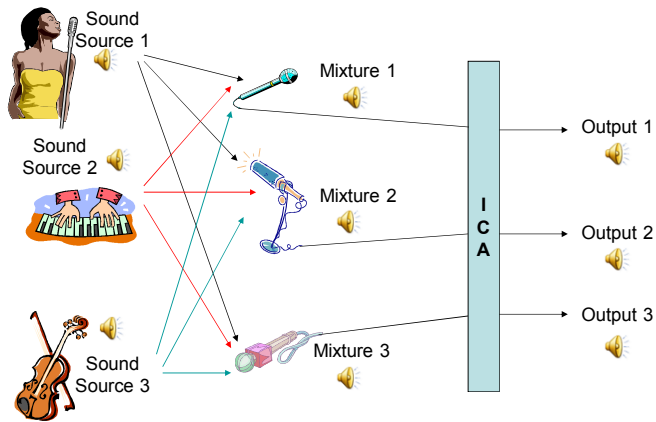 Sound
Source 1
Mixture 1
Output 1
Sound
Source 2
Mixture 2
I
C
A
Output 2
Output 3
Sound
Source 3
Mixture 3